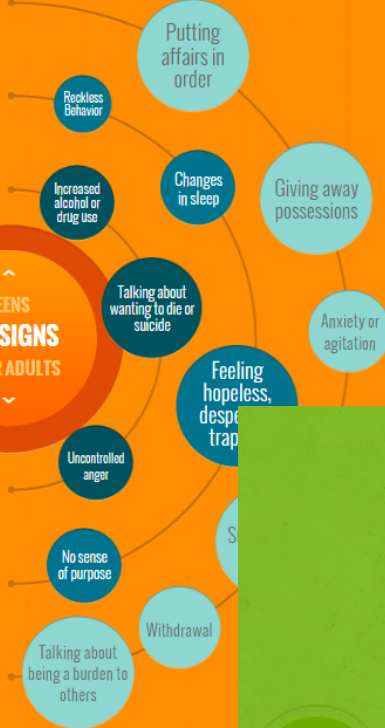 Putting
affairs in
order
Reckless
Behavior
Changes
in sleep
Increased
alcohol or
drug use
Giving away
possessions
SIGNS
ADULTS
Talking about
wanting to die or
suicide
Anxiety or
agitation
Feeling
hopeless,
Uncontrolled
anger
No sense
of purpose
Withdrawal
Talking about
being a burden to
others